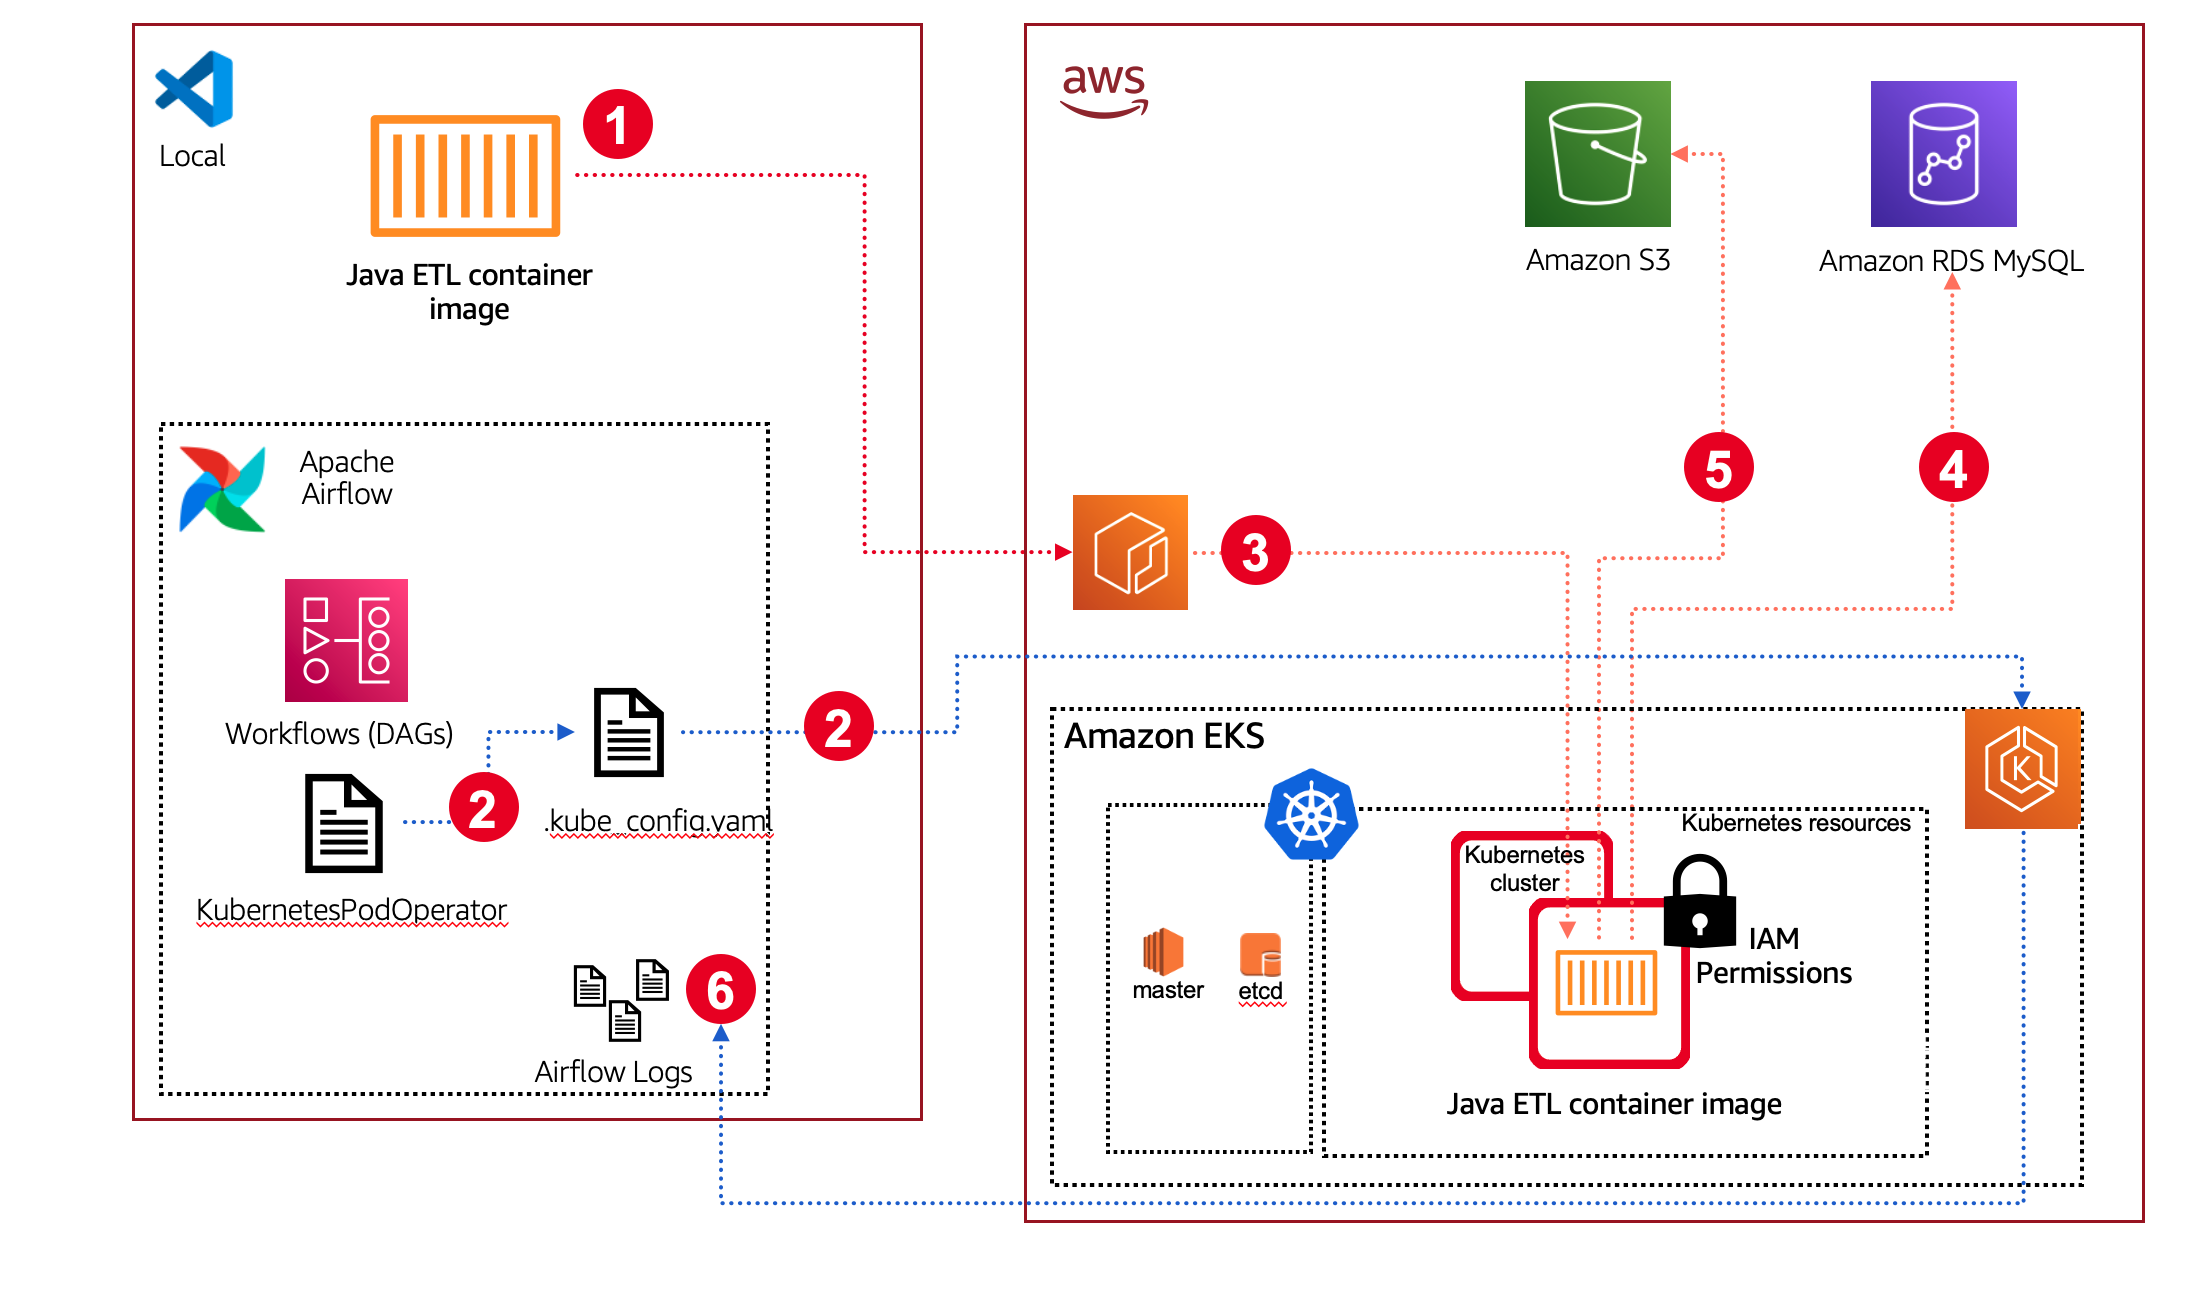 Local
1
Java ETL container
image
Apache
Airflow
Workflows (DAGs)
2
.kube_config.yaml
2
KubernetesPodOperator
6
Airflow Logs
aws
Amazon S3
Amazon RDS MySQL
5
4
3
Amazon EKS
K
Kubernetes resources
Kubernetes
cluster
master
etcd
IAM
Permissions
Java ETL container image